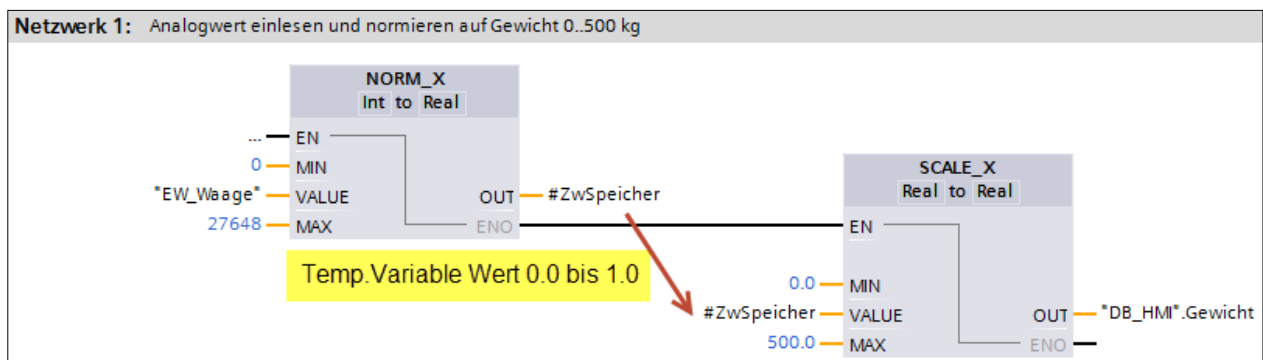 Netzwerk 1: Analogwert einlesen und normieren auf Gewicht 0..500 kg
NORM_X
Int to Real
... EN
0 MIN
"EW_Waage" VALUE OUT #ZwSpeicher
27648 MAX ENO
Temp.Variable Wert 0.0 bis 1.0
SCALE_X
Real to Real
EN
0.0 MIN
#ZwSpeicher VALUE OUT "DB_HMI".Gewicht
500.0 MAX ENO